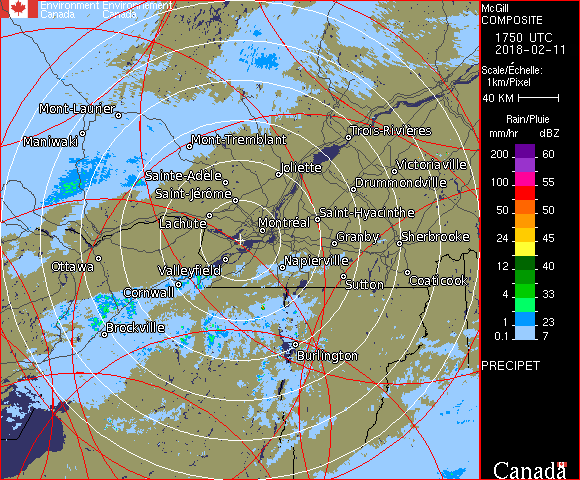 Environment Environnement
Canada Canada
McGill
COMPOSITE
1750 UTC
2018-02-11
Scale/Échelle:
1km/Pixel
40 KM
Rain/Pluie
mm/hr dBZ
200 60
100 55
50 50
24 45
12 40
4 33
1 23
0.1 7
PRECIPET
Canada
Mont-Laurier
Maniwaki
Mont-Tremblant
Trois-Rivières
Joliette
Victoriaville
Sainte-Adèle
Drummondville
Saint-Jérôme
Saint-Hyacinthe
Lachute
Montréal
Granby
Sherbrooke
Ottawa
Valleyfield
Napierville
Coaticook
Sutton
Cornwall
Brockville
Burlington